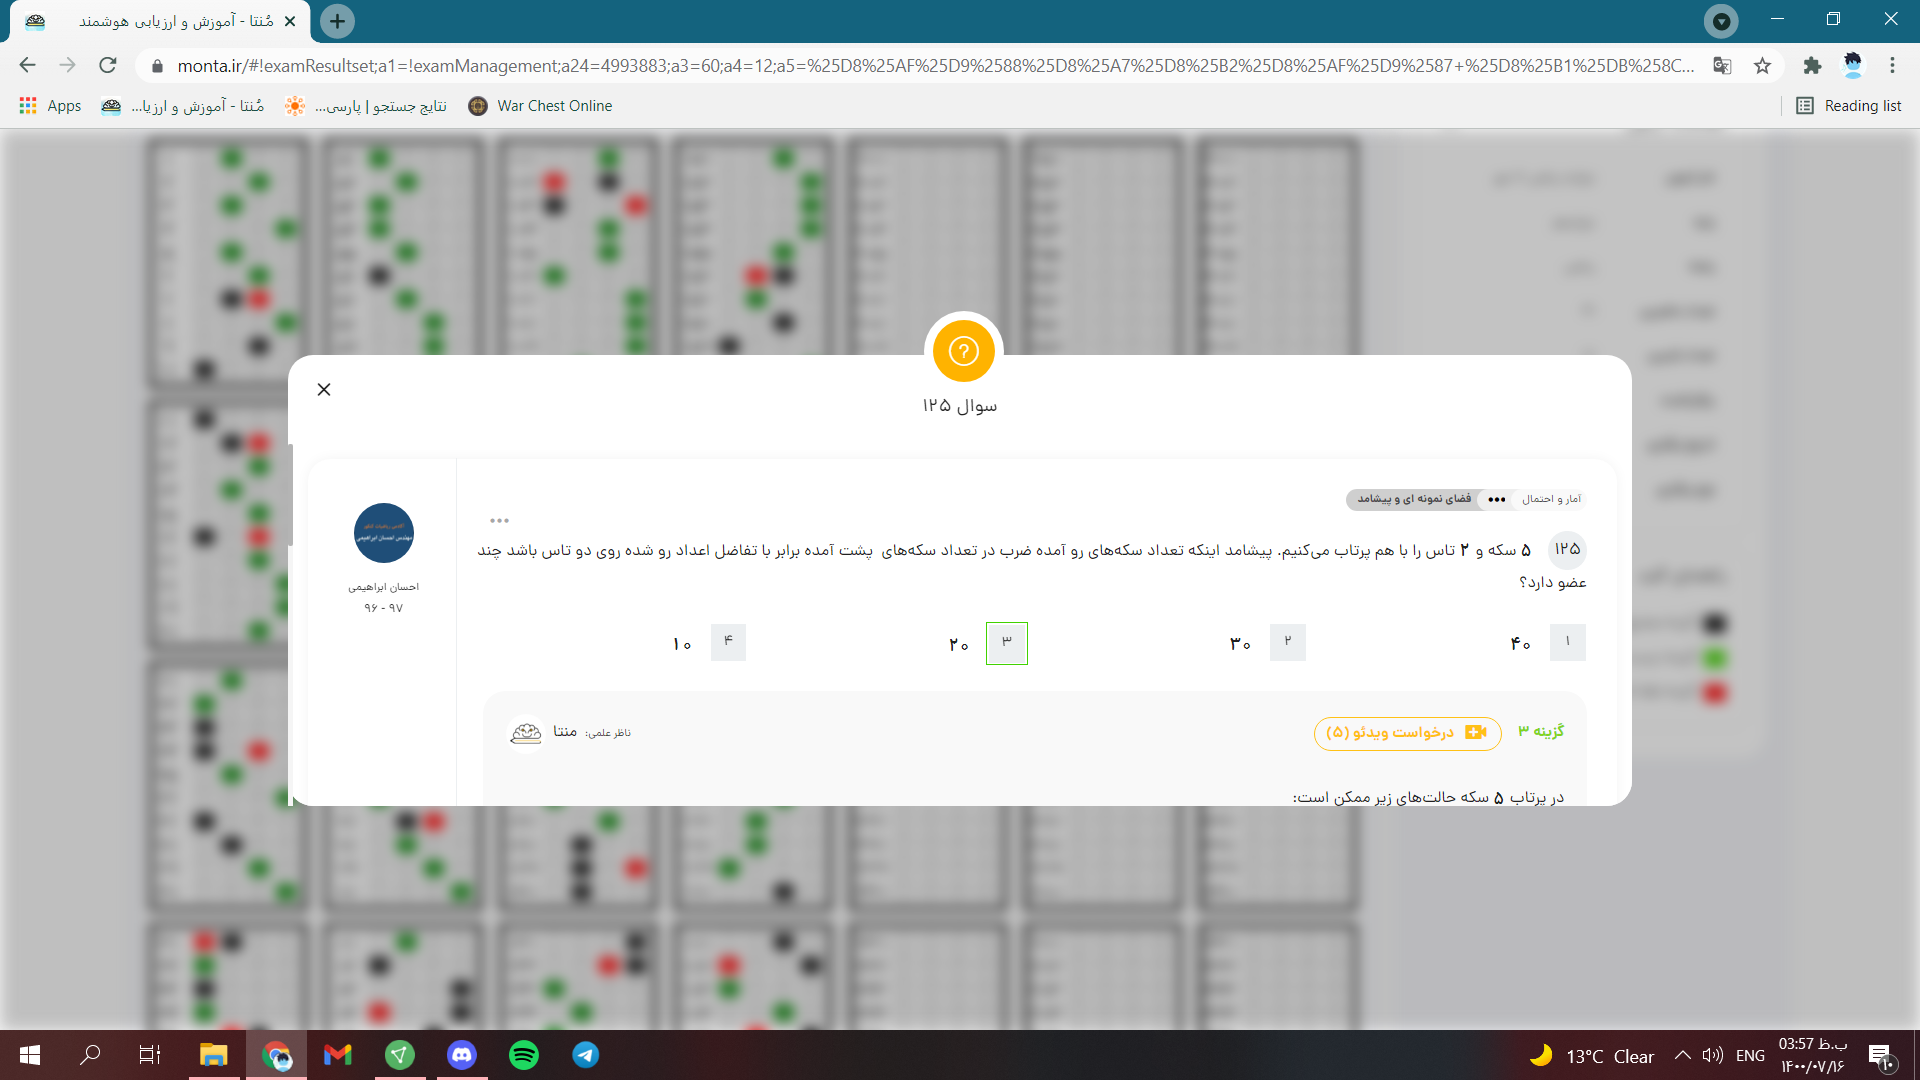 مُنتا - آموزش و ارزیابی هوشمند
monta.ir/#!examResultset;a1=!examManagement;a24=4993883;a3=60;a4=12;a5=%25D8%25AF%25D9%2588%25D8%25A7%25D8%25B2%25D8%25AF%25D9%2587+%25D8%25B1%25DB%258C...
Apps
مُنتا - آموزش و ارزیا...
نتایج جستجو | پارسی...
War Chest Online
Reading list
سوال ۱۲۵
آمار و احتمال ••• فضای نمونه ای و پیشامد
احسان ابراهیمی
۹۶ - ۹۷
۱۲۵ ۵ سکه و ۲ تاس را با هم پرتاب می‌کنیم. پیشامد اینکه تعداد سکه‌های رو آمده ضرب در تعداد سکه‌های پشت آمده برابر با تفاضل اعداد رو شده روی دو تاس باشد چند
عضو دارد؟
۱ ۴۰ ۲ ۳۰ ۳ ۲۰ ۴ ۱۰
گزینه ۳ درخواست ویدئو (۵) ناظر علمی: منتا
در پرتاب ۵ سکه حالت‌های زیر ممکن است:
13°C Clear
ENG
03:57 ب.ظ
۱۴۰۰/۰۷/۱۶
۱۰